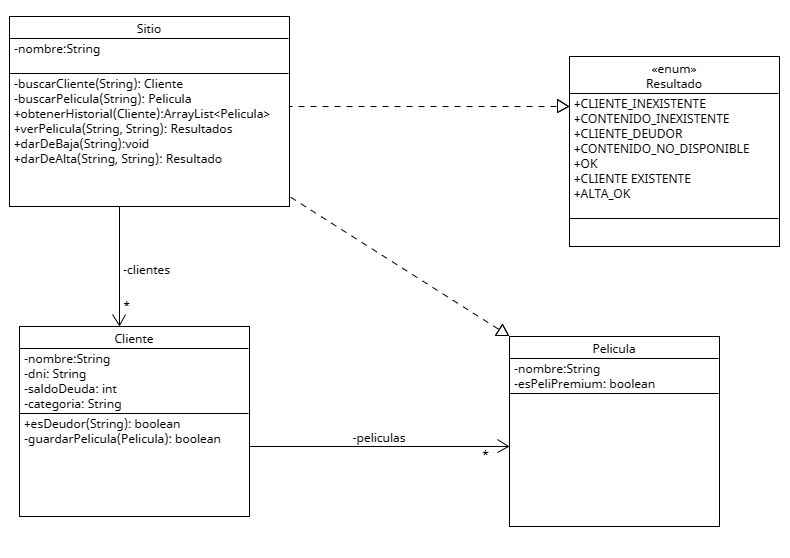 Sitio
-nombre:String
-buscarCliente(String): Cliente
-buscarPelicula(String): Pelicula
+obtenerHistorial(Cliente):ArrayList<Pelicula>
+verPelicula(String, String): Resultados
+darDeBaja(String):void
+darDeAlta(String, String): Resultado
«enum»
Resultado
+CLIENTE_INEXISTENTE
+CONTENIDO_INEXISTENTE
+CLIENTE_DEUDOR
+CONTENIDO_NO_DISPONIBLE
+OK
+CLIENTE EXISTENTE
+ALTA_OK
-clientes
*
Cliente
-nombre:String
-dni: String
-saldoDeuda: int
-categoria: String
+esDeudor(String): boolean
-guardarPelicula(Pelicula): boolean
-peliculas
*
Pelicula
-nombre:String
-esPeliPremium: boolean